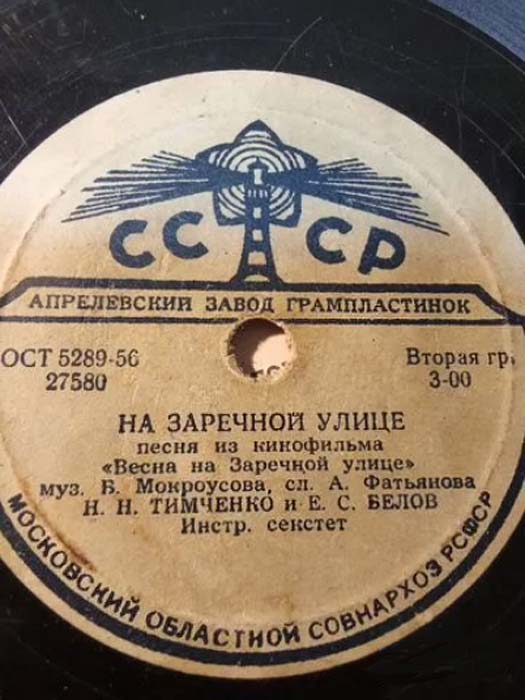 СССР
АПРЕЛЕВСКИЙ ЗАВОД ГРАМПЛАСТИНОК
ОСТ 5289-56
27580
Вторая гр.
3-00
НА ЗАРЕЧНОЙ УЛИЦЕ
песня из кинофильма
«Весна на Заречной улице»
муз. Б. Мокроусова, сл. А. Фатьянова
Н. Н. ТИМЧЕНКО и Е. С. БЕЛОВ
Инстр. секстет
МОСКОВСКИЙ ОБЛАСТНОЙ СОВНАРХОЗ РСФСР